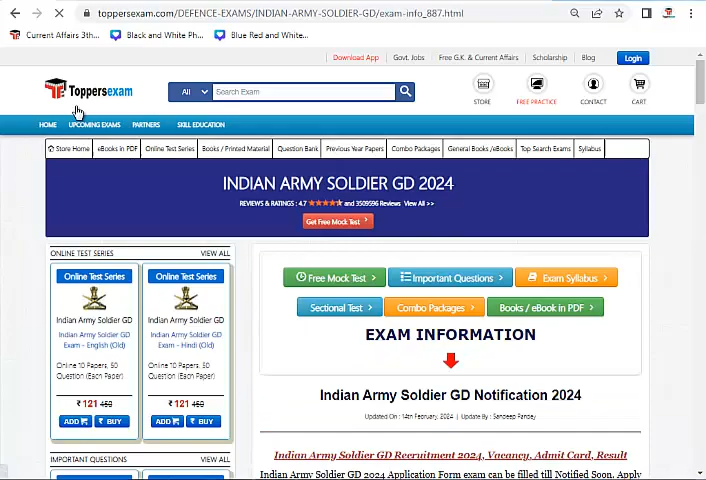 toppersexam.com/DEFENCE-EXAMS/INDIAN-ARMY-SOLDIER-GD/exam-info_887.html
Current Affairs 3th... Black and White Ph... Blue Red and White...
Download App Govt. Jobs Free G.K. & Current Affairs Scholarship Blog Login
Toppersexam All Search Exam STORE FREE PRACTICE CONTACT CART
HOME UPCOMING EXAMS PARTNERS SKILL EDUCATION
Store Home eBooks in PDF Online Test Series Books / Printed Material Question Bank Previous Year Papers Combo Packages General Books /eBooks Top Search Exams Syllabus
INDIAN ARMY SOLDIER GD 2024
REVIEWS & RATINGS : 4.7 and 3509596 Reviews View All >>
Get Free Mock Test >
ONLINE TEST SERIES VIEW ALL
Online Test Series
Indian Army Soldier GD
Indian Army Soldier GD
Exam - English (Old)
Online 10 Papers, 50
Question (Each Paper)
₹ 121 450
ADD ₹ BUY
Online Test Series
Indian Army Soldier GD
Indian Army Soldier GD
Exam - Hindi (Old)
Online 10 Papers, 50
Question (Each Paper)
₹ 121 450
ADD ₹ BUY
IMPORTANT QUESTIONS VIEW ALL
Free Mock Test > Important Questions > Exam Syllabus >
Sectional Test > Combo Packages > Books / eBook in PDF >
EXAM INFORMATION
Indian Army Soldier GD Notification 2024
Updated On : 14th February, 2024 | Update By : Sandeep Pandey
Indian Army Soldier GD Recruitment 2024, Vacancy, Admit Card, Result
Indian Army Soldier GD 2024 Application Form exam can be filled till Notified Soon. Apply